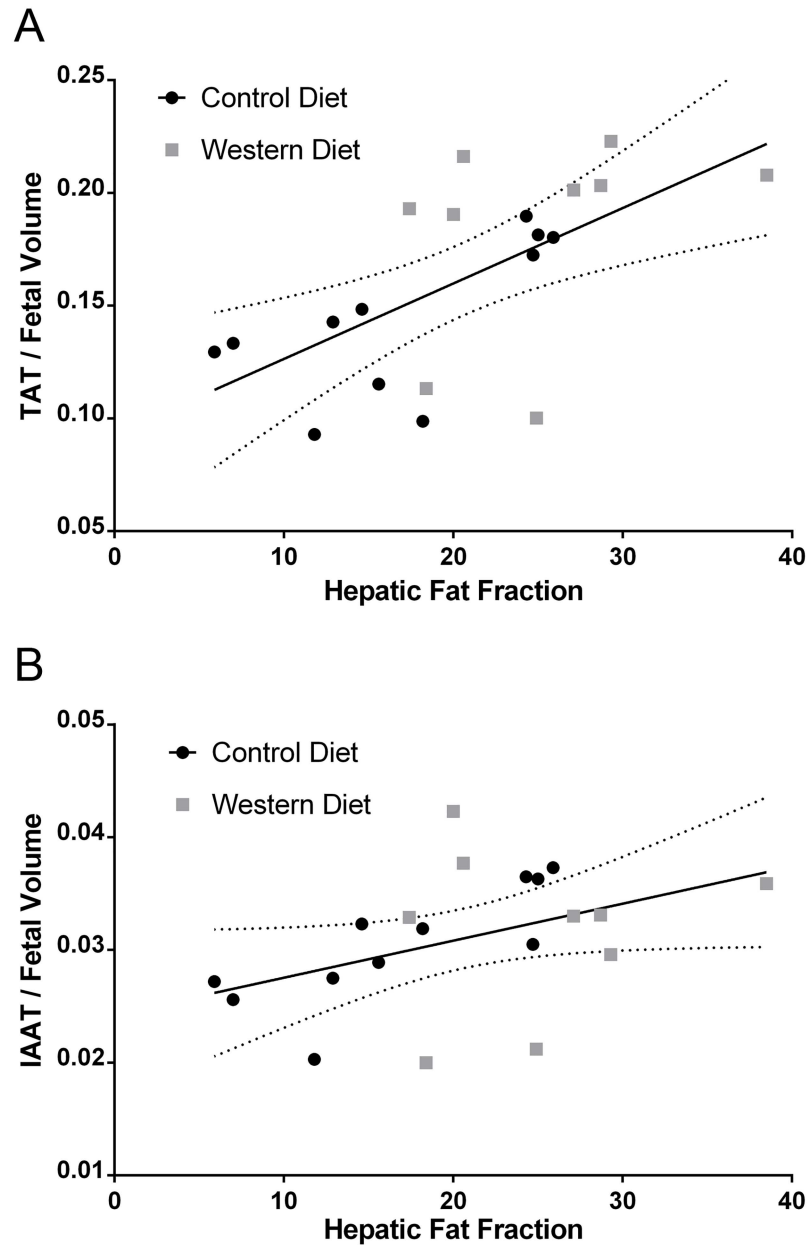 A
0.25
Control Diet
Western Diet
0.20
0.15
0.10
0.05
TAT / Fetal Volume
0 10 20 30 40
Hepatic Fat Fraction
B
0.05
Control Diet
Western Diet
0.04
0.03
0.02
0.01
IAAT / Fetal Volume
0 10 20 30 40
Hepatic Fat Fraction